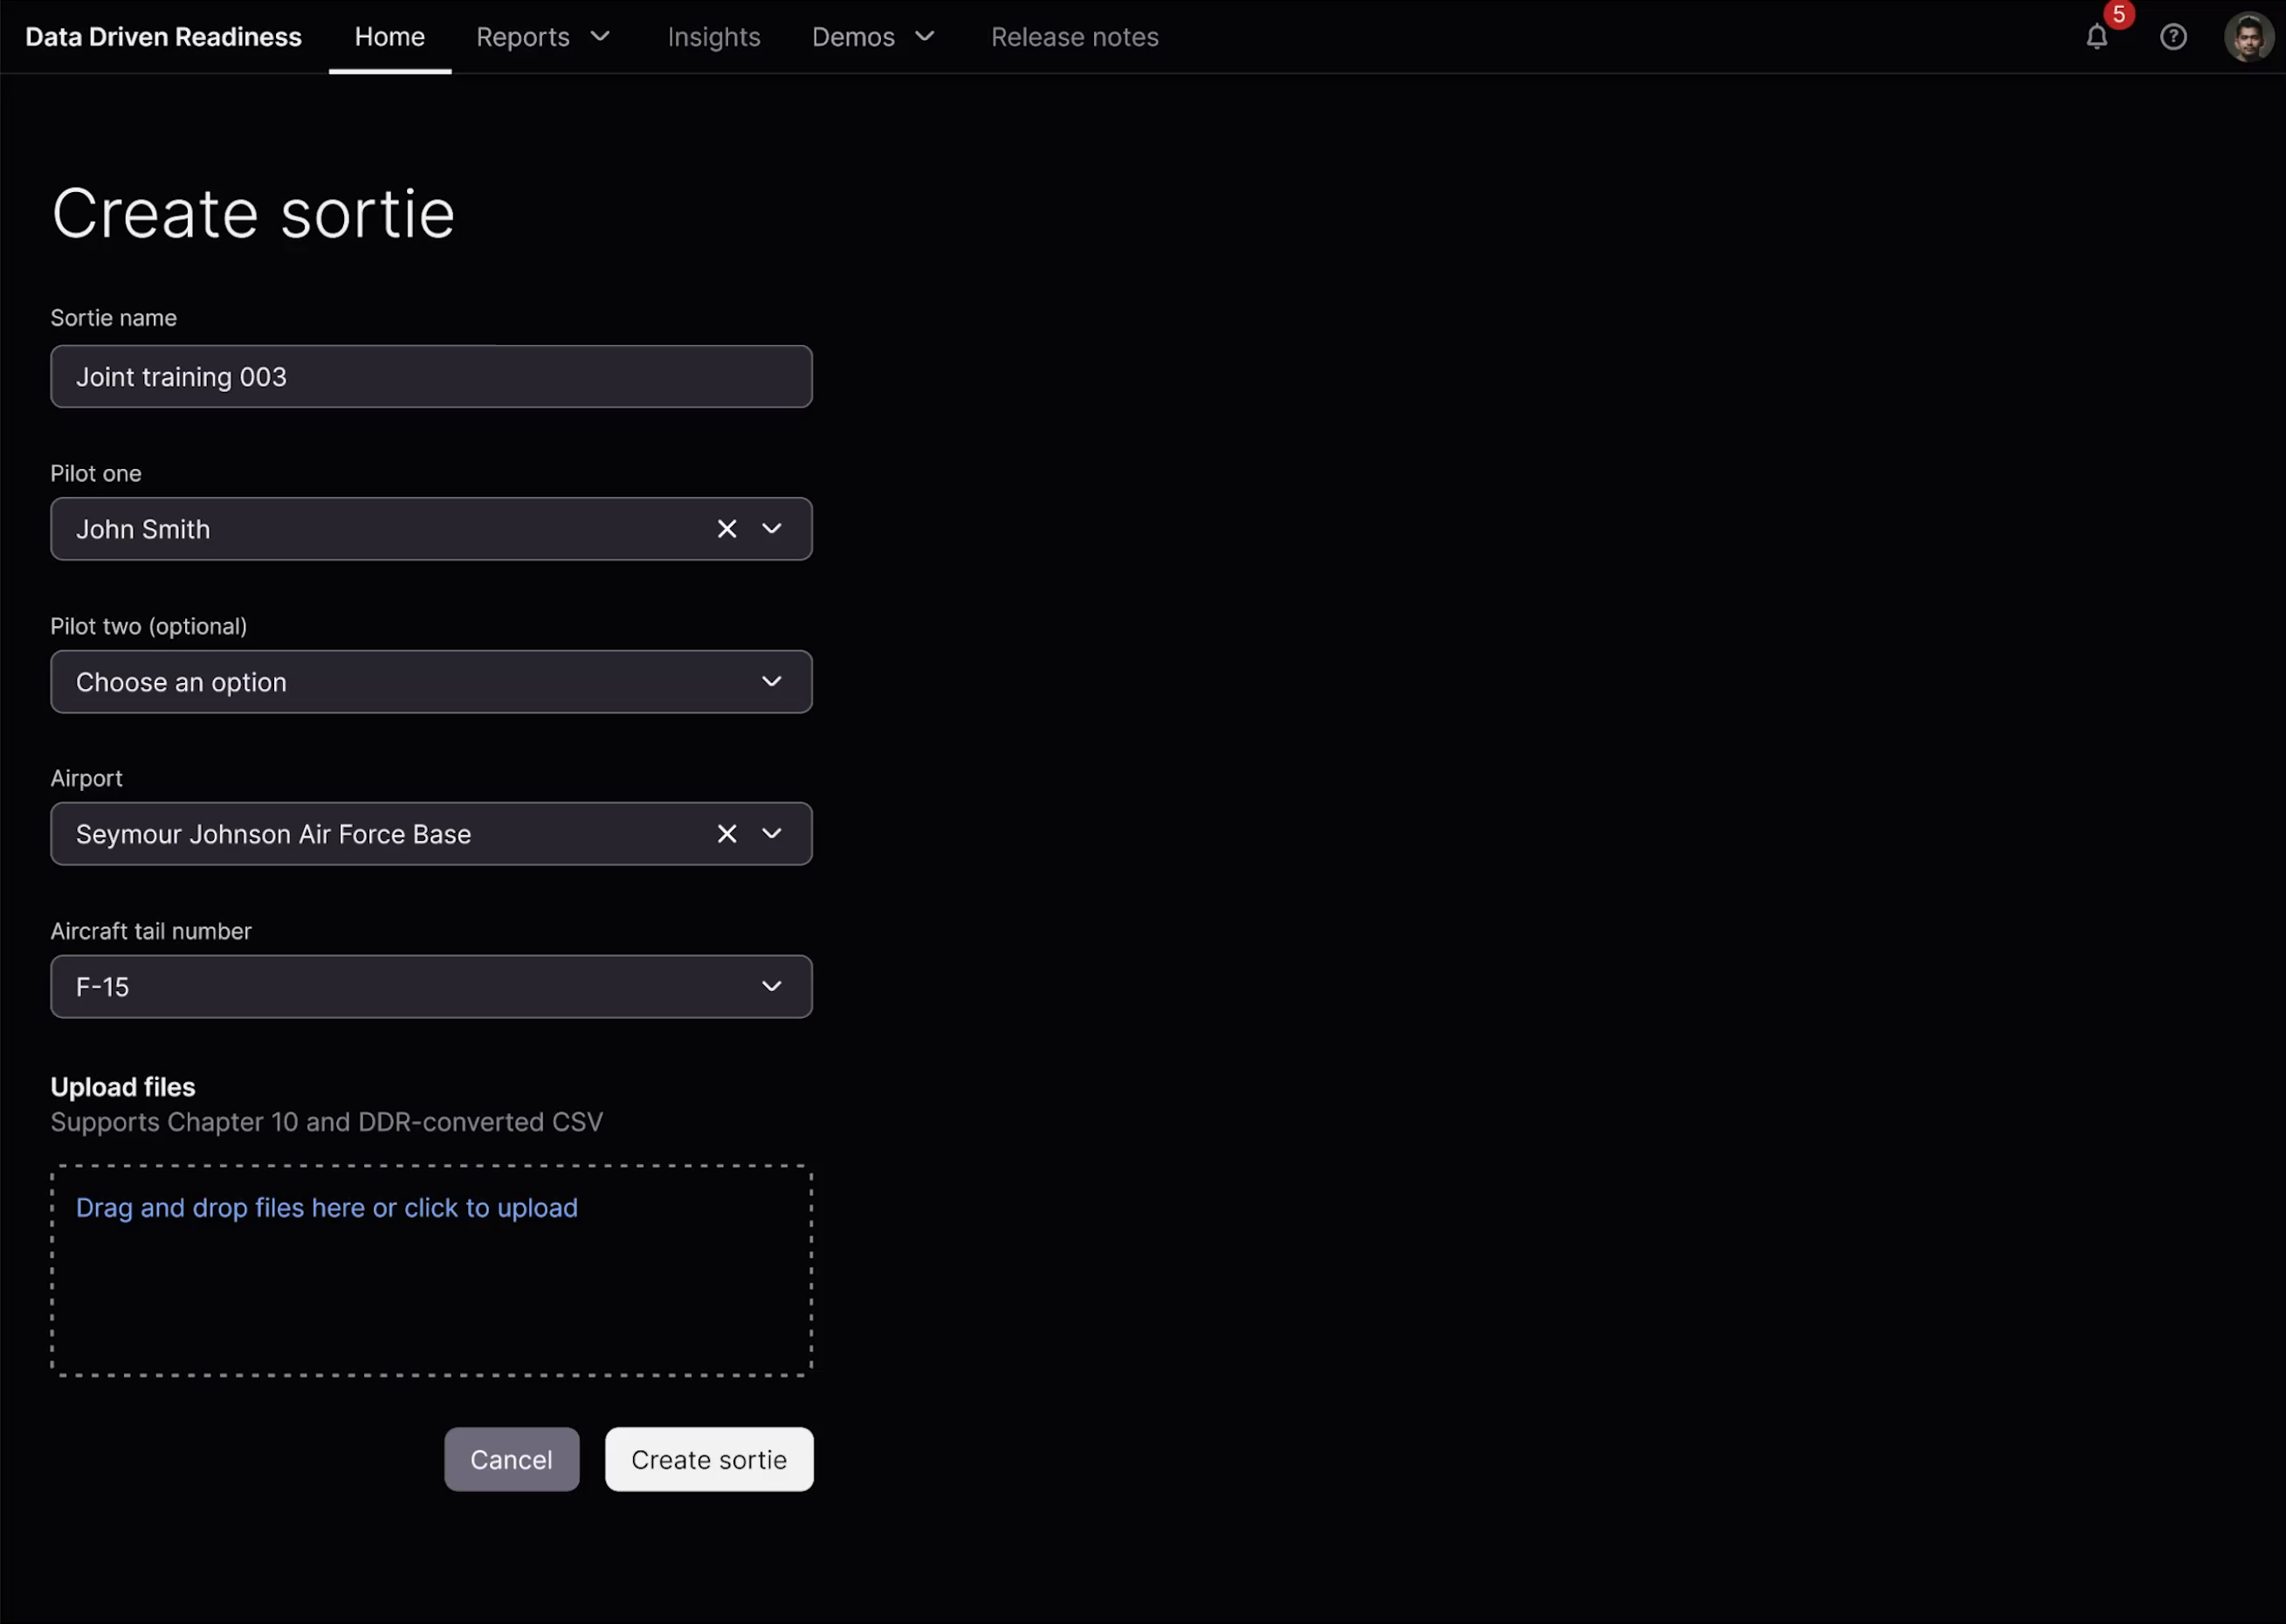 Data Driven Readiness Home Reports Insights Demos Release notes 5
Create sortie
Sortie name
Joint training 003
Pilot one
John Smith
Pilot two (optional)
Choose an option
Airport
Seymour Johnson Air Force Base
Aircraft tail number
F-15
Upload files
Supports Chapter 10 and DDR-converted CSV
Drag and drop files here or click to upload
Cancel Create sortie